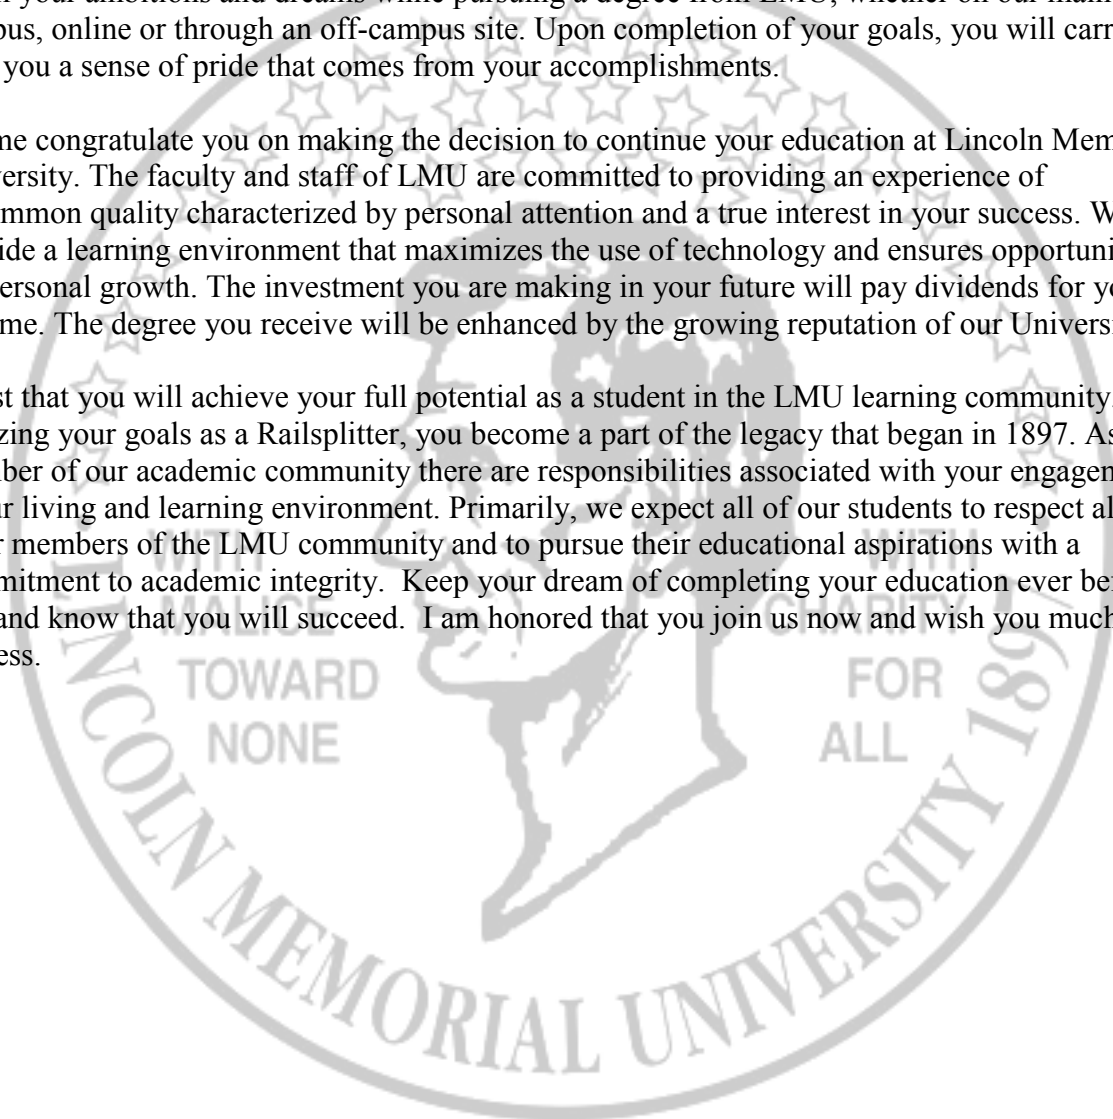 your ambitions and dreams while pursuing a degree from LMU, whether on our main
pus, online or through an off-campus site. Upon completion of your goals, you will carr
you a sense of pride that comes from your accomplishments.
me congratulate you on making the decision to continue your education at Lincoln Mem
versity. The faculty and staff of LMU are committed to providing an experience of
ommon quality characterized by personal attention and a true interest in your success. W
ide a learning environment that maximizes the use of technology and ensures opportuni
personal growth. The investment you are making in your future will pay dividends for yo
me. The degree you receive will be enhanced by the growing reputation of our Universi
st that you will achieve your full potential as a student in the LMU learning community.
zing your goals as a Railsplitter, you become a part of the legacy that began in 1897. As
ber of our academic community there are responsibilities associated with your engagem
ur living and learning environment. Primarily, we expect all of our students to respect al
r members of the LMU community and to pursue their educational aspirations with a
mitment to academic integrity.  Keep your dream of completing your education ever bef
and know that you will succeed.  I am honored that you join us now and wish you much
ess.
WITH
MALICE
TOWARD
NONE
WITH
CHARITY
FOR
ALL
LINCOLN MEMORIAL UNIVERSITY 1897